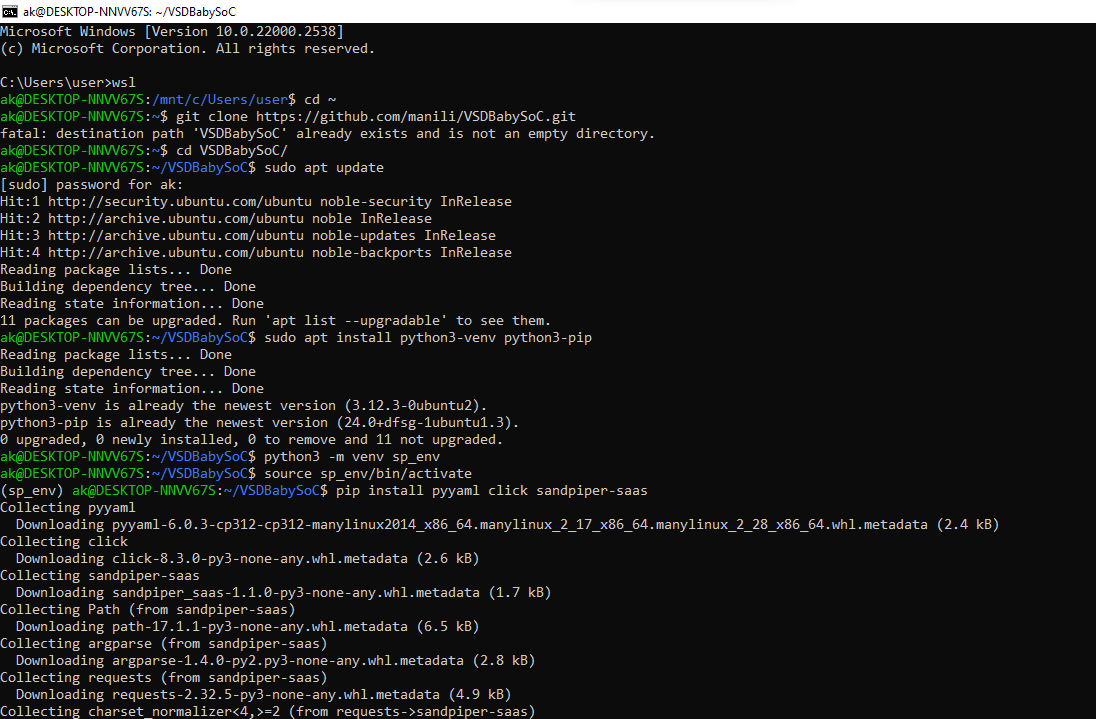 ak@DESKTOP-NNVV67S: ~/VSDBabySoC
Microsoft Windows [Version 10.0.22000.2538]
(c) Microsoft Corporation. All rights reserved.
C:\Users\user>wsl
ak@DESKTOP-NNVV67S:/mnt/c/Users/user$ cd ~
ak@DESKTOP-NNVV67S:~$ git clone https://github.com/manili/VSDBabySoC.git
fatal: destination path 'VSDBabySoC' already exists and is not an empty directory.
ak@DESKTOP-NNVV67S:~$ cd VSDBabySoC/
ak@DESKTOP-NNVV67S:~/VSDBabySoC$ sudo apt update
[sudo] password for ak:
Hit:1 http://security.ubuntu.com/ubuntu noble-security InRelease
Hit:2 http://archive.ubuntu.com/ubuntu noble InRelease
Hit:3 http://archive.ubuntu.com/ubuntu noble-updates InRelease
Hit:4 http://archive.ubuntu.com/ubuntu noble-backports InRelease
Reading package lists... Done
Building dependency tree... Done
Reading state information... Done
11 packages can be upgraded. Run 'apt list --upgradable' to see them.
ak@DESKTOP-NNVV67S:~/VSDBabySoC$ sudo apt install python3-venv python3-pip
Reading package lists... Done
Building dependency tree... Done
Reading state information... Done
python3-venv is already the newest version (3.12.3-0ubuntu2).
python3-pip is already the newest version (24.0+dfsg-1ubuntu1.3).
0 upgraded, 0 newly installed, 0 to remove and 11 not upgraded.
ak@DESKTOP-NNVV67S:~/VSDBabySoC$ python3 -m venv sp_env
ak@DESKTOP-NNVV67S:~/VSDBabySoC$ source sp_env/bin/activate
(sp_env) ak@DESKTOP-NNVV67S:~/VSDBabySoC$ pip install pyyaml click sandpiper-saas
Collecting pyyaml
  Downloading pyyaml-6.0.3-cp312-cp312-manylinux2014_x86_64.manylinux_2_17_x86_64.manylinux_2_28_x86_64.whl.metadata (2.4 kB)
Collecting click
  Downloading click-8.3.0-py3-none-any.whl.metadata (2.6 kB)
Collecting sandpiper-saas
  Downloading sandpiper_saas-1.1.0-py3-none-any.whl.metadata (1.7 kB)
Collecting Path (from sandpiper-saas)
  Downloading path-17.1.1-py3-none-any.whl.metadata (6.5 kB)
Collecting argparse (from sandpiper-saas)
  Downloading argparse-1.4.0-py2.py3-none-any.whl.metadata (2.8 kB)
Collecting requests (from sandpiper-saas)
  Downloading requests-2.32.5-py3-none-any.whl.metadata (4.9 kB)
Collecting charset_normalizer<4,>=2 (from requests->sandpiper-saas)